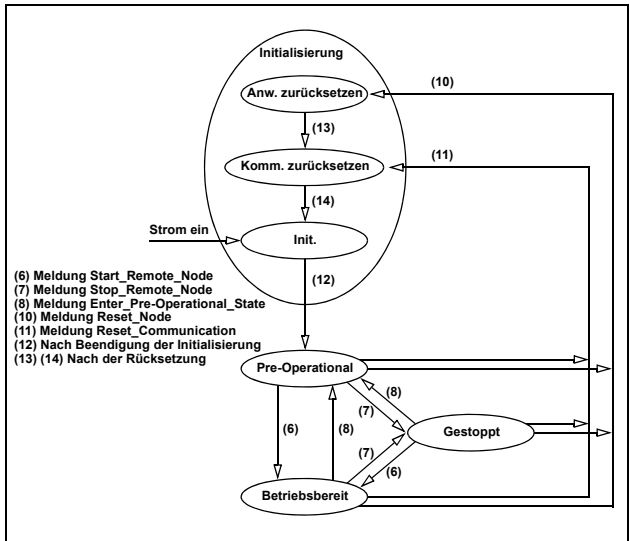 Initialisierung
Anw. zurücksetzen
(10)
(13)
Komm. zurücksetzen
(11)
(14)
Strom ein
Init.
(12)
(6) Meldung Start_Remote_Node
(7) Meldung Stop_Remote_Node
(8) Meldung Enter_Pre-Operational_State
(10) Meldung Reset_Node
(11) Meldung Reset_Communication
(12) Nach Beendigung der Initialisierung
(13) (14) Nach der Rücksetzung
Pre-Operational
(8)
(7)
(6)
(8)
Gestoppt
(7)
(6)
Betriebsbereit